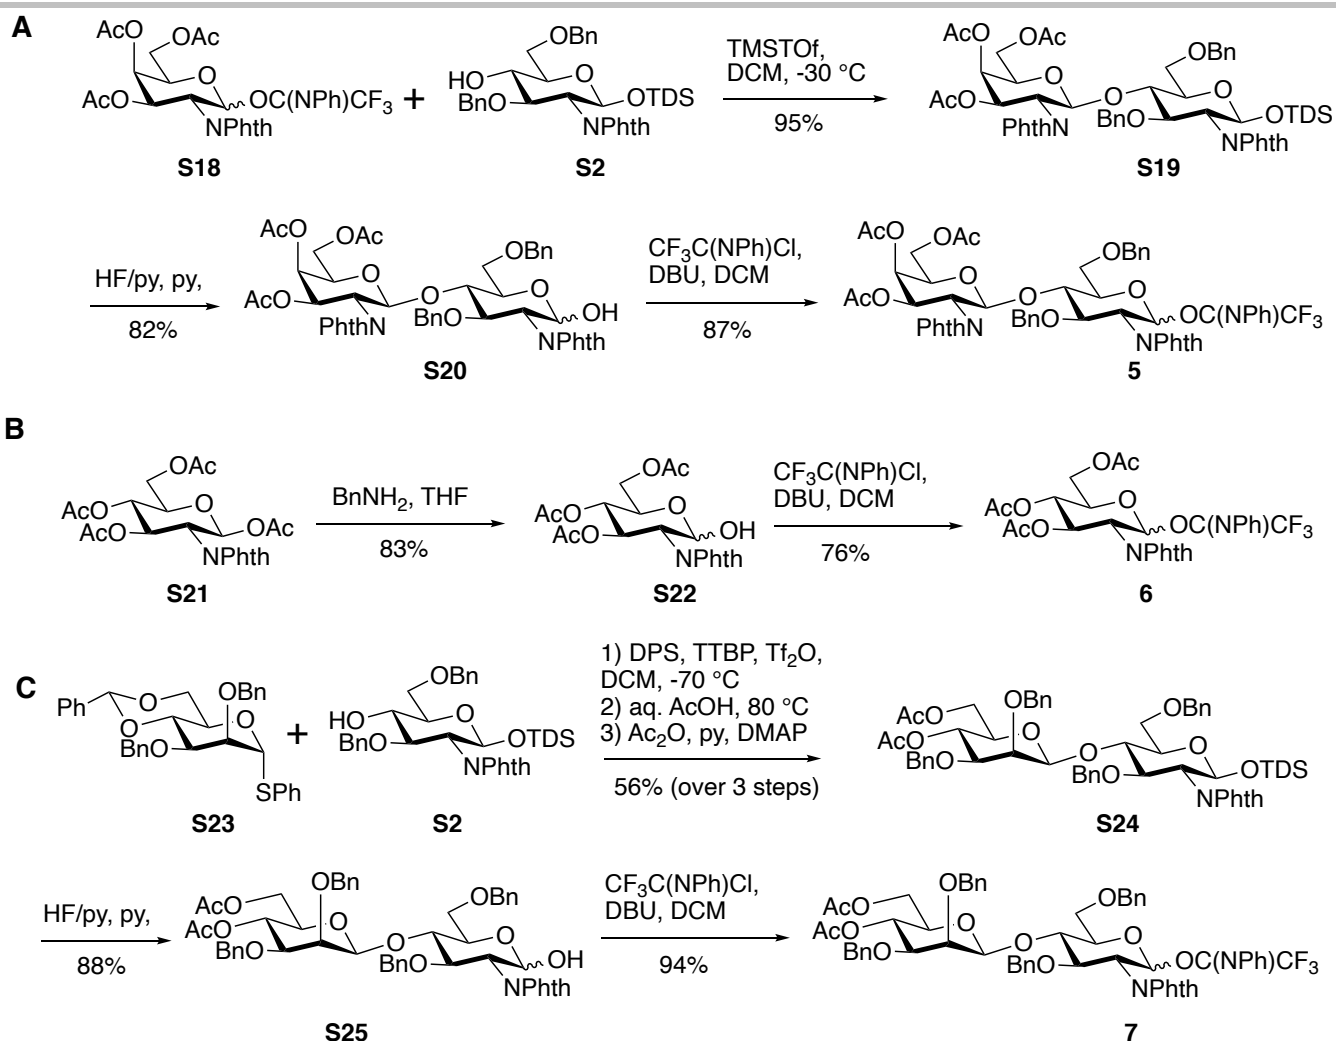 A
AcO
OAc
O
AcO
NPhth
OC(NPh)CF3
S18
+
OBn
HO
O
BnO
OTDS
NPhth
S2
TMSTOf,
DCM, -30 °C
95%
AcO
OAc
O
AcO
PhthN
O
OBn
O
BnO
OTDS
NPhth
S19
HF/py, py,
82%
AcO
OAc
O
AcO
PhthN
O
OBn
O
BnO
OH
NPhth
S20
CF3C(NPh)Cl,
DBU, DCM
87%
AcO
OAc
O
AcO
PhthN
O
OBn
O
BnO
OC(NPh)CF3
NPhth
5
B
OAc
AcO
O
AcO
OAc
NPhth
S21
BnNH2, THF
83%
OAc
AcO
O
AcO
OH
NPhth
S22
CF3C(NPh)Cl,
DBU, DCM
76%
OAc
AcO
O
AcO
OC(NPh)CF3
NPhth
6
C
Ph
O
O
OBn
O
BnO
SPh
S23
+
OBn
HO
O
BnO
OTDS
NPhth
S2
1) DPS, TTBP, Tf2O,
DCM, -70 °C
2) aq. AcOH, 80 °C
3) Ac2O, py, DMAP
56% (over 3 steps)
AcO
OBn
AcO
O
BnO
O
OBn
O
BnO
OTDS
NPhth
S24
HF/py, py,
88%
OBn
AcO
AcO
O
BnO
O
OBn
O
BnO
OH
NPhth
S25
CF3C(NPh)Cl,
DBU, DCM
94%
OBn
AcO
AcO
O
BnO
O
OBn
O
BnO
OC(NPh)CF3
NPhth
7